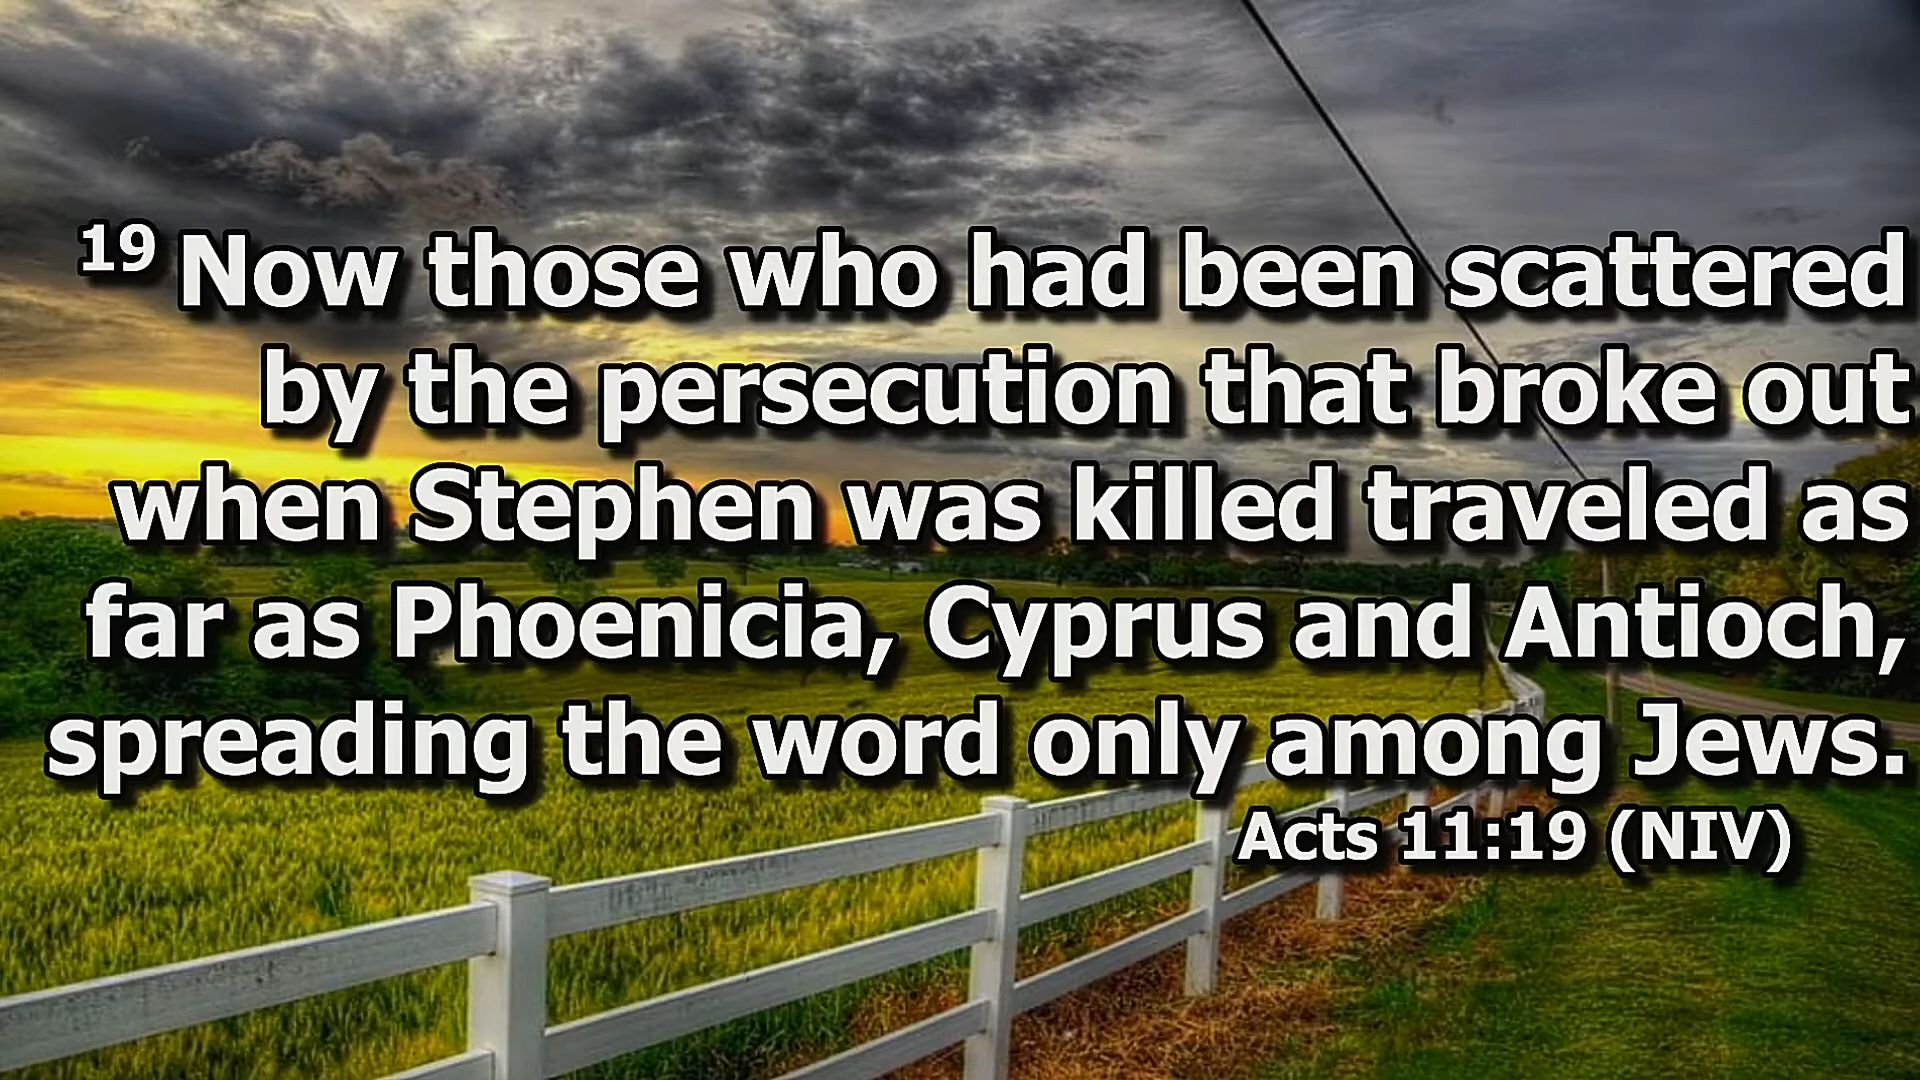 19 Now those who had been scattered
by the persecution that broke out
when Stephen was killed traveled as
far as Phoenicia, Cyprus and Antioch,
spreading the word only among Jews.
Acts 11:19 (NIV)